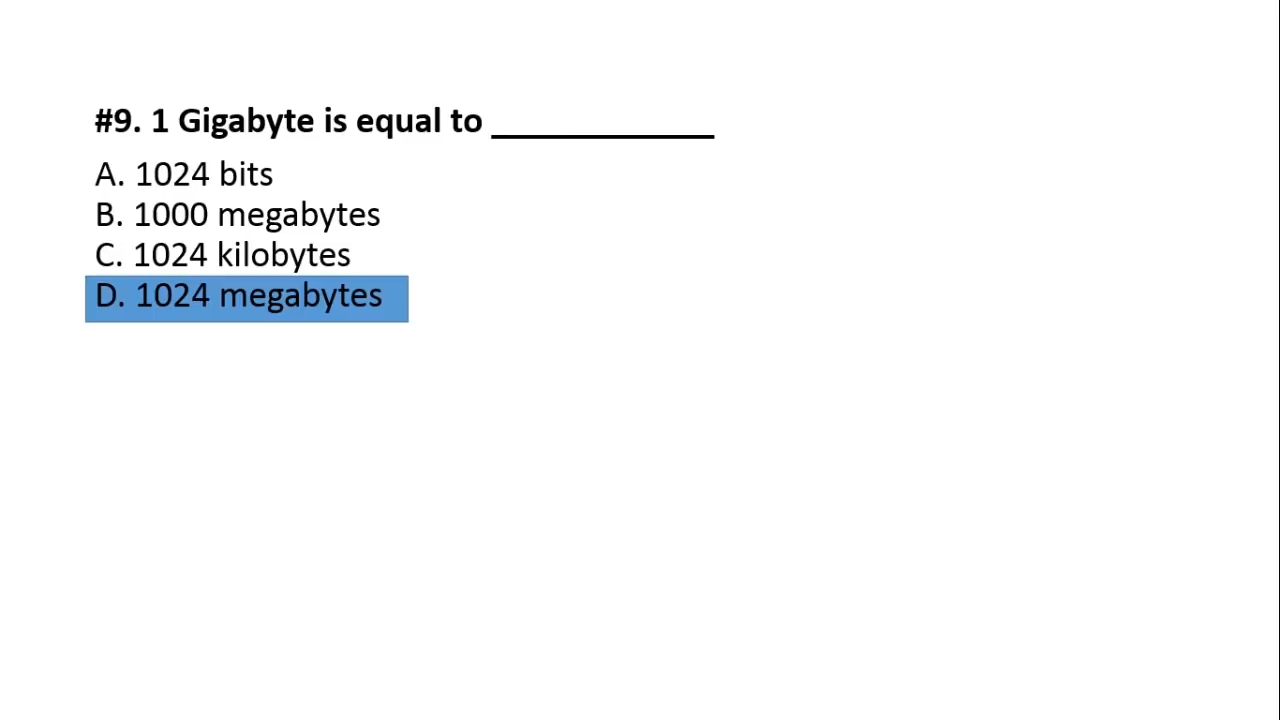 #9. 1 Gigabyte is equal to ____________
A. 1024 bits
B. 1000 megabytes
C. 1024 kilobytes
D. 1024 megabytes